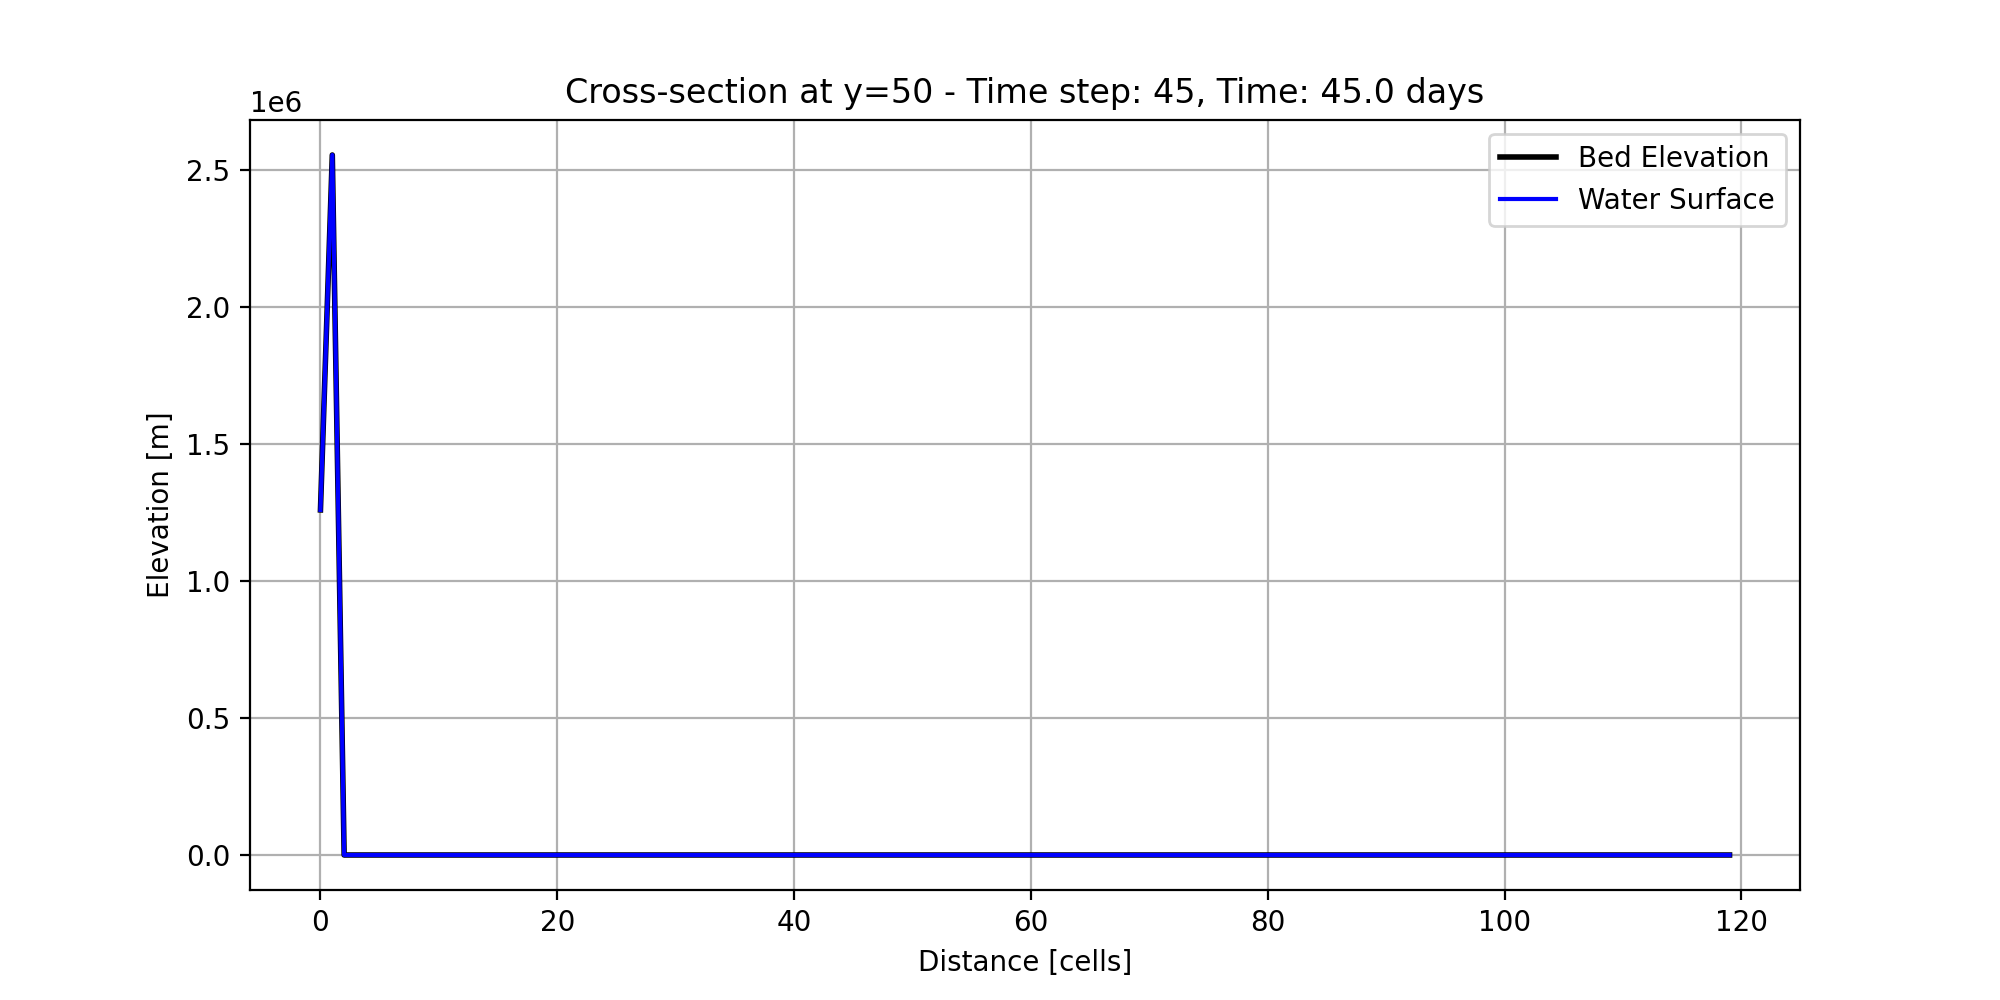 Cross-section at y=50 - Time step: 45, Time: 45.0 days
1e6
2.5
2.0
1.5
1.0
0.5
0.0
Elevation [m]
Bed Elevation
Water Surface
0 20 40 60 80 100 120
Distance [cells]